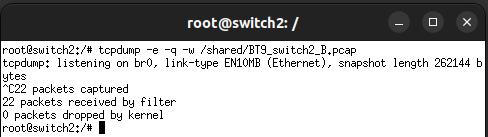 root@switch2: /
root@switch2:/# tcpdump -e -q -w /shared/BT9_switch2_B.pcap
tcpdump: listening on br0, link-type EN10MB (Ethernet), snapshot length 262144 b
ytes
^C22 packets captured
22 packets received by filter
0 packets dropped by kernel
root@switch2:/#